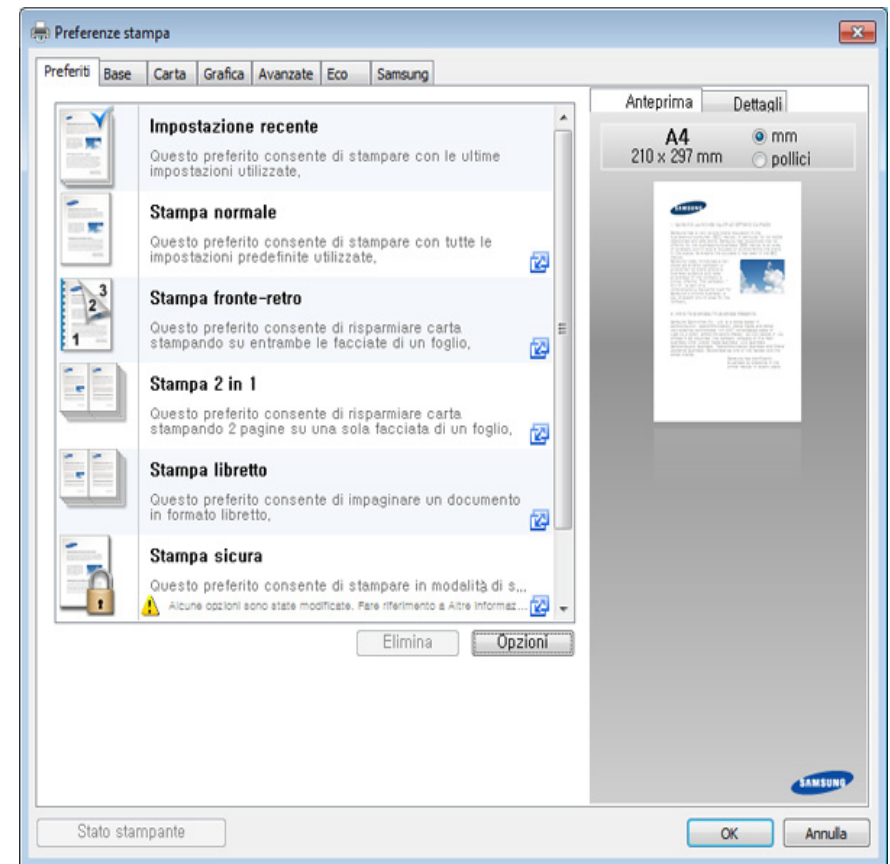 Preferenze stampa
Preferiti Base Carta Grafica Avanzate Eco Samsung
Impostazione recente
Questo preferito consente di stampare con le ultime
impostazioni utilizzate,
Stampa normale
Questo preferito consente di stampare con tutte le
impostazioni predefinite utilizzate,
Stampa fronte-retro
Questo preferito consente di risparmiare carta
stampando su entrambe le facciate di un foglio,
1
2
3
Stampa 2 in 1
Questo preferito consente di risparmiare carta
stampando 2 pagine su una sola facciata di un foglio,
Stampa libretto
Questo preferito consente di impaginare un documento
in formato libretto,
Stampa sicura
Questo preferito consente di stampare in modalità di s...
Alcune opzioni sono state modificate. Fare riferimento a Altre Informaz...
Elimina Opzioni
Anteprima Dettagli
A4
210 x 297 mm
mm
pollici
SAMSUNG
SAMSUNG
Stato stampante
OK Annulla